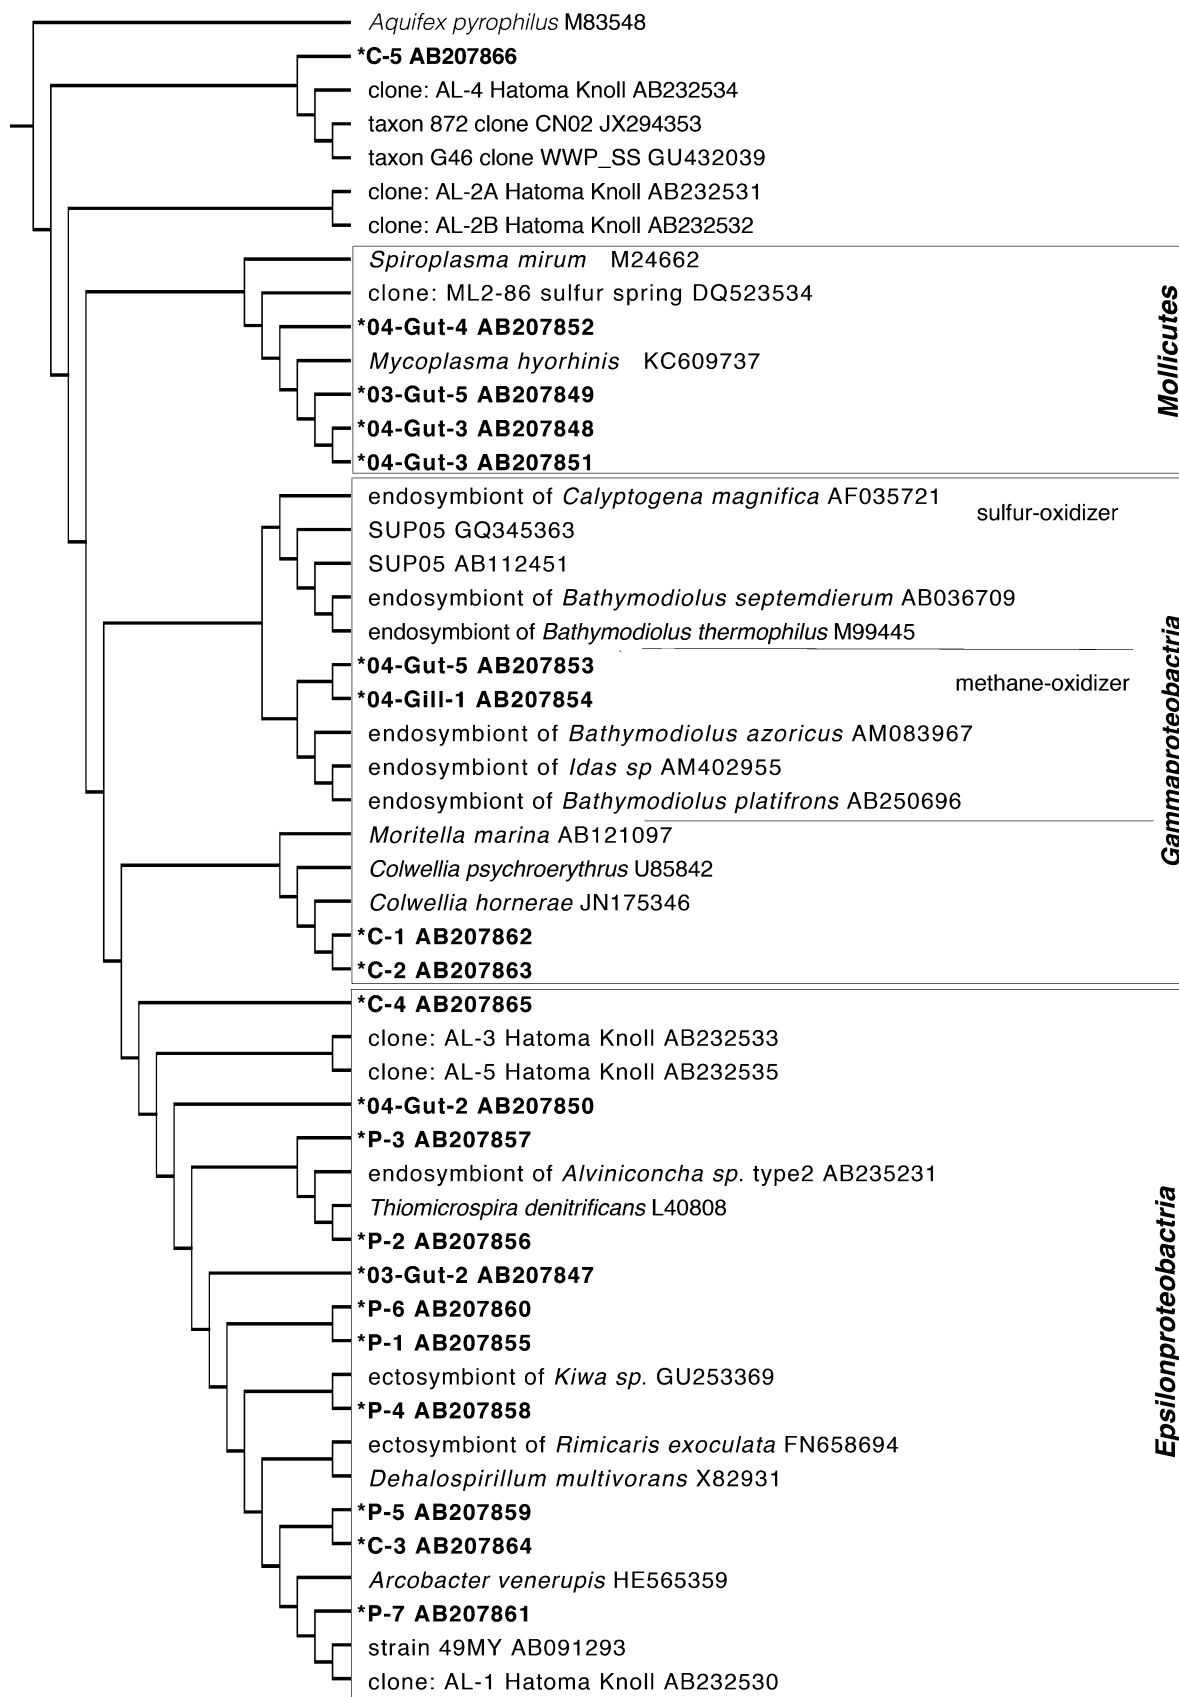 Aquifex pyrophilus M83548
*C-5 AB207866
clone: AL-4 Hatoma Knoll AB232534
taxon 872 clone CN02 JX294353
taxon G46 clone WWP_SS GU432039
clone: AL-2A Hatoma Knoll AB232531
clone: AL-2B Hatoma Knoll AB232532
Spiroplasma mirum M24662
clone: ML2-86 sulfur spring DQ523534
*04-Gut-4 AB207852
Mycoplasma hyorhinis KC609737
*03-Gut-5 AB207849
*04-Gut-3 AB207848
*04-Gut-3 AB207851
Mollicutes
endosymbiont of Calyptogena magnifica AF035721
sulfur-oxidizer
SUP05 GQ345363
SUP05 AB112451
endosymbiont of Bathymodiolus septemdierum AB036709
endosymbiont of Bathymodiolus thermophilus M99445
*04-Gut-5 AB207853
methane-oxidizer
*04-Gill-1 AB207854
endosymbiont of Bathymodiolus azoricus AM083967
endosymbiont of Idas sp AM402955
endosymbiont of Bathymodiolus platifrons AB250696
Moritella marina AB121097
Colwellia psychroerythrus U85842
Colwellia hornerae JN175346
*C-1 AB207862
*C-2 AB207863
Gammaproteobactria
*C-4 AB207865
clone: AL-3 Hatoma Knoll AB232533
clone: AL-5 Hatoma Knoll AB232535
*04-Gut-2 AB207850
*P-3 AB207857
endosymbiont of Alviniconcha sp. type2 AB235231
Thiomicrospira denitrificans L40808
*P-2 AB207856
*03-Gut-2 AB207847
*P-6 AB207860
*P-1 AB207855
ectosymbiont of Kiwa sp. GU253369
*P-4 AB207858
ectosymbiont of Rimicaris exoculata FN658694
Dehalospirillum multivorans X82931
*P-5 AB207859
*C-3 AB207864
Arcobacter venerupis HE565359
*P-7 AB207861
strain 49MY AB091293
clone: AL-1 Hatoma Knoll AB232530
Epsilonproteobactria